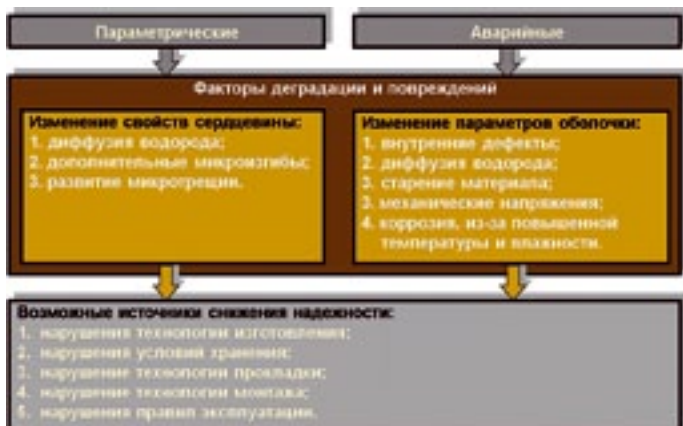 Параметрические
Аварийные
Факторы деградации и повреждений
Изменение свойств сердцевины:
1. диффузия водорода;
2. дополнительные микроизгибы;
3. развитие микротрещин.
Изменение параметров оболочки:
1. внутренние дефекты;
2. диффузия водорода;
3. старение материала;
3. механические напряжения;
4. коррозия, из-за повышенной
температуры и влажности.
Возможные источники снижения надежности:
1. нарушения технологии изготовления;
2. нарушения условий хранения;
3. нарушение технологии прокладки;
4. нарушения технологии монтажа;
5. нарушения правил эксплуатации.